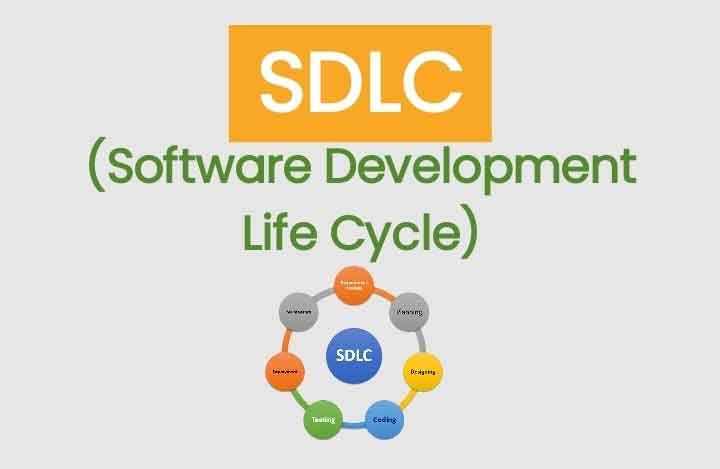 SDLC
(Software Development
Life Cycle)
Planning
SDLC
Designing
Coding
Testing